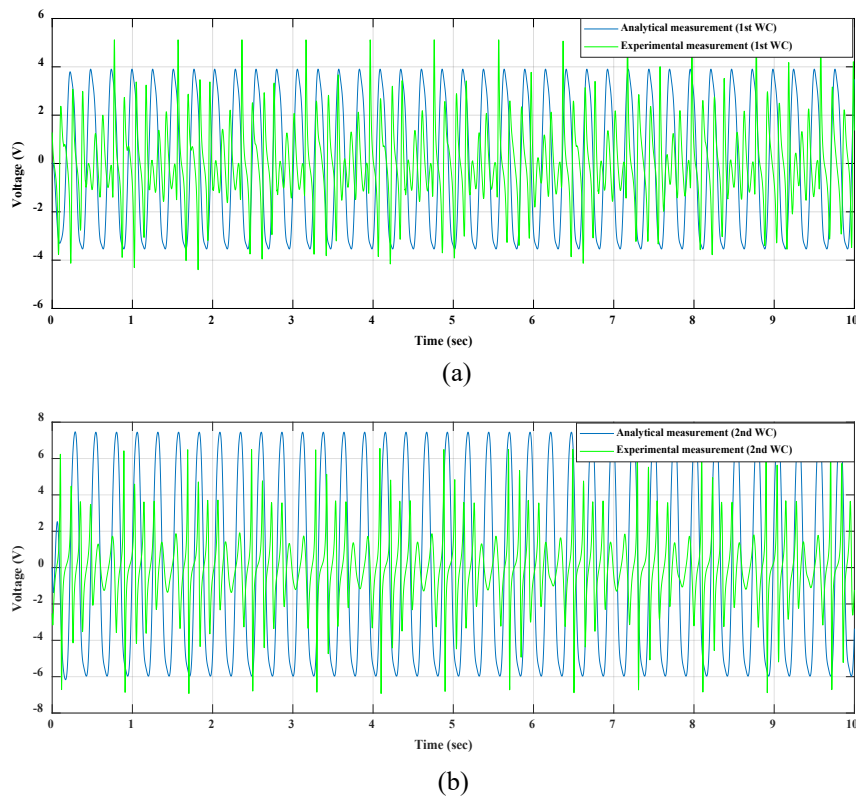 Analytical measurement (1st WC)
Experimental measurement (1st WC)
Voltage (V)
4
2
0
-2
-4
-6
0 1 2 3 4 5 6 7 8 9 10
Time (sec)
(a)
Analytical measurement (2nd WC)
Experimental measurement (2nd WC)
Voltage (V)
8
6
4
2
0
-2
-4
-6
-8
0 1 2 3 4 5 6 7 8 9 10
Time (sec)
(b)